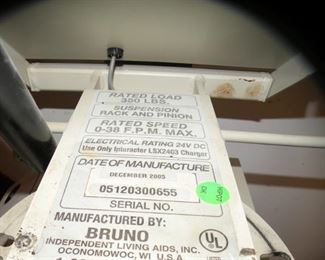 RATED LOAD
350 LBS.
SUSPENSION
RACK AND PINION
RATED SPEED
0-38 F.P.M. MAX.
ELECTRICAL RATING 24V DC
Use Only Interacter LSX2403 Charger
DATE OF MANUFACTURE
DECEMBER 2005
05120300655
SERIAL NO.
MANUFACTURED BY:
BRUNO
INDEPENDENT LIVING AIDS, INC.
OCONOMOWOC, WI U.S.A
UL